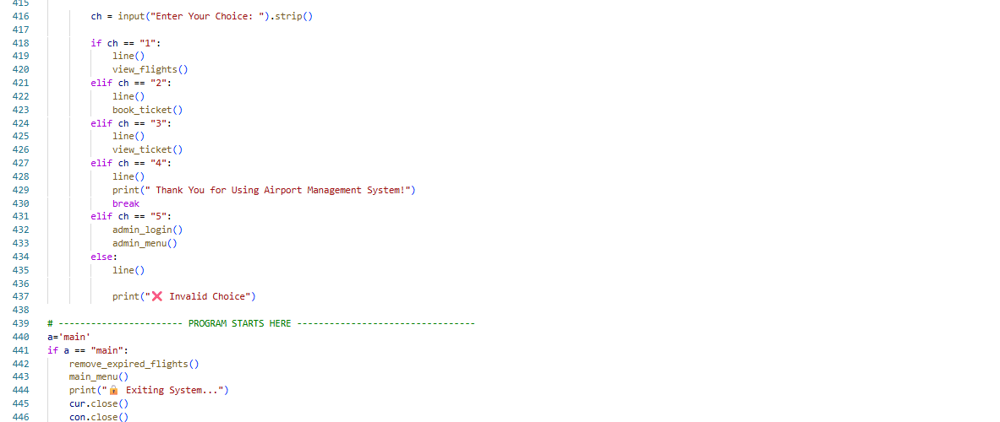 415
416 ch = input("Enter Your Choice: ").strip()
417
418 if ch == "1":
419 line()
420 view_flights()
421 elif ch == "2":
422 line()
423 book_ticket()
424 elif ch == "3":
425 line()
426 view_ticket()
427 elif ch == "4":
428 line()
429 print(" Thank You for Using Airport Management System!")
430 break
431 elif ch == "5":
432 admin_login()
433 admin_menu()
434 else:
435 line()
436
437 print("❌ Invalid Choice")
438
439 # ----------------------- PROGRAM STARTS HERE ---------------------------------
440 a='main'
441 if a == "main":
442 remove_expired_flights()
443 main_menu()
444 print("🔒 Exiting System...")
445 cur.close()
446 con.close()